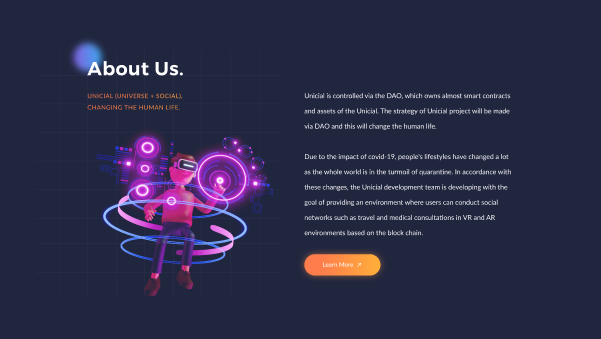 About Us.
UNICIAL (UNIVERSE + SOCIAL),
CHANGING THE HUMAN LIFE.
Unicial is controlled via the DAO, which owns almost smart contracts
and assets of the Unicial. The strategy of Unicial project will be made
via DAO and this will change the human life.
Due to the impact of covid-19, people's lifestyles have changed a lot
as the whole world is in the turmoil of quarantine. In accordance with
these changes, the Unicial development team is developing with the
goal of providing an environment where users can conduct social
networks such as travel and medical consultations in VR and AR
environments based on the block chain.
Learn More ↗